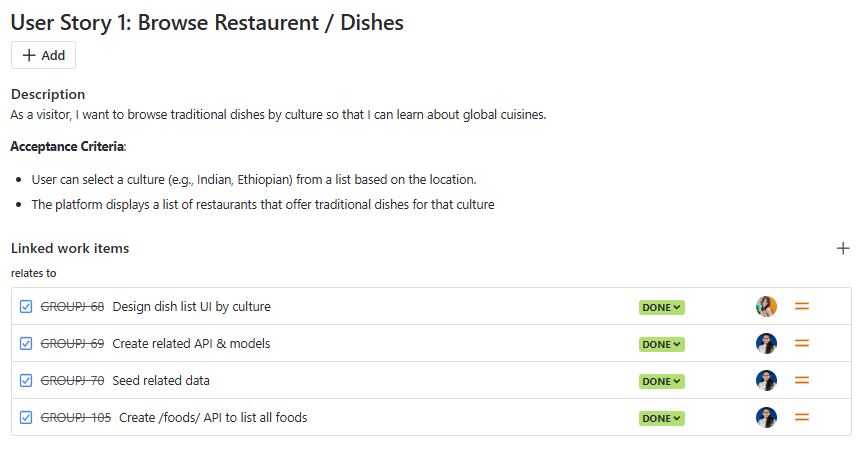 User Story 1: Browse Restaurent / Dishes
+ Add
Description
As a visitor, I want to browse traditional dishes by culture so that I can learn about global cuisines.
Acceptance Criteria:
• User can select a culture (e.g., Indian, Ethiopian) from a list based on the location.
• The platform displays a list of restaurants that offer traditional dishes for that culture
Linked work items
relates to
GROUPJ-68 Design dish list UI by culture DONE
GROUPJ-69 Create related API & models DONE
GROUPJ-70 Seed related data DONE
GROUPJ-105 Create /foods/ API to list all foods DONE